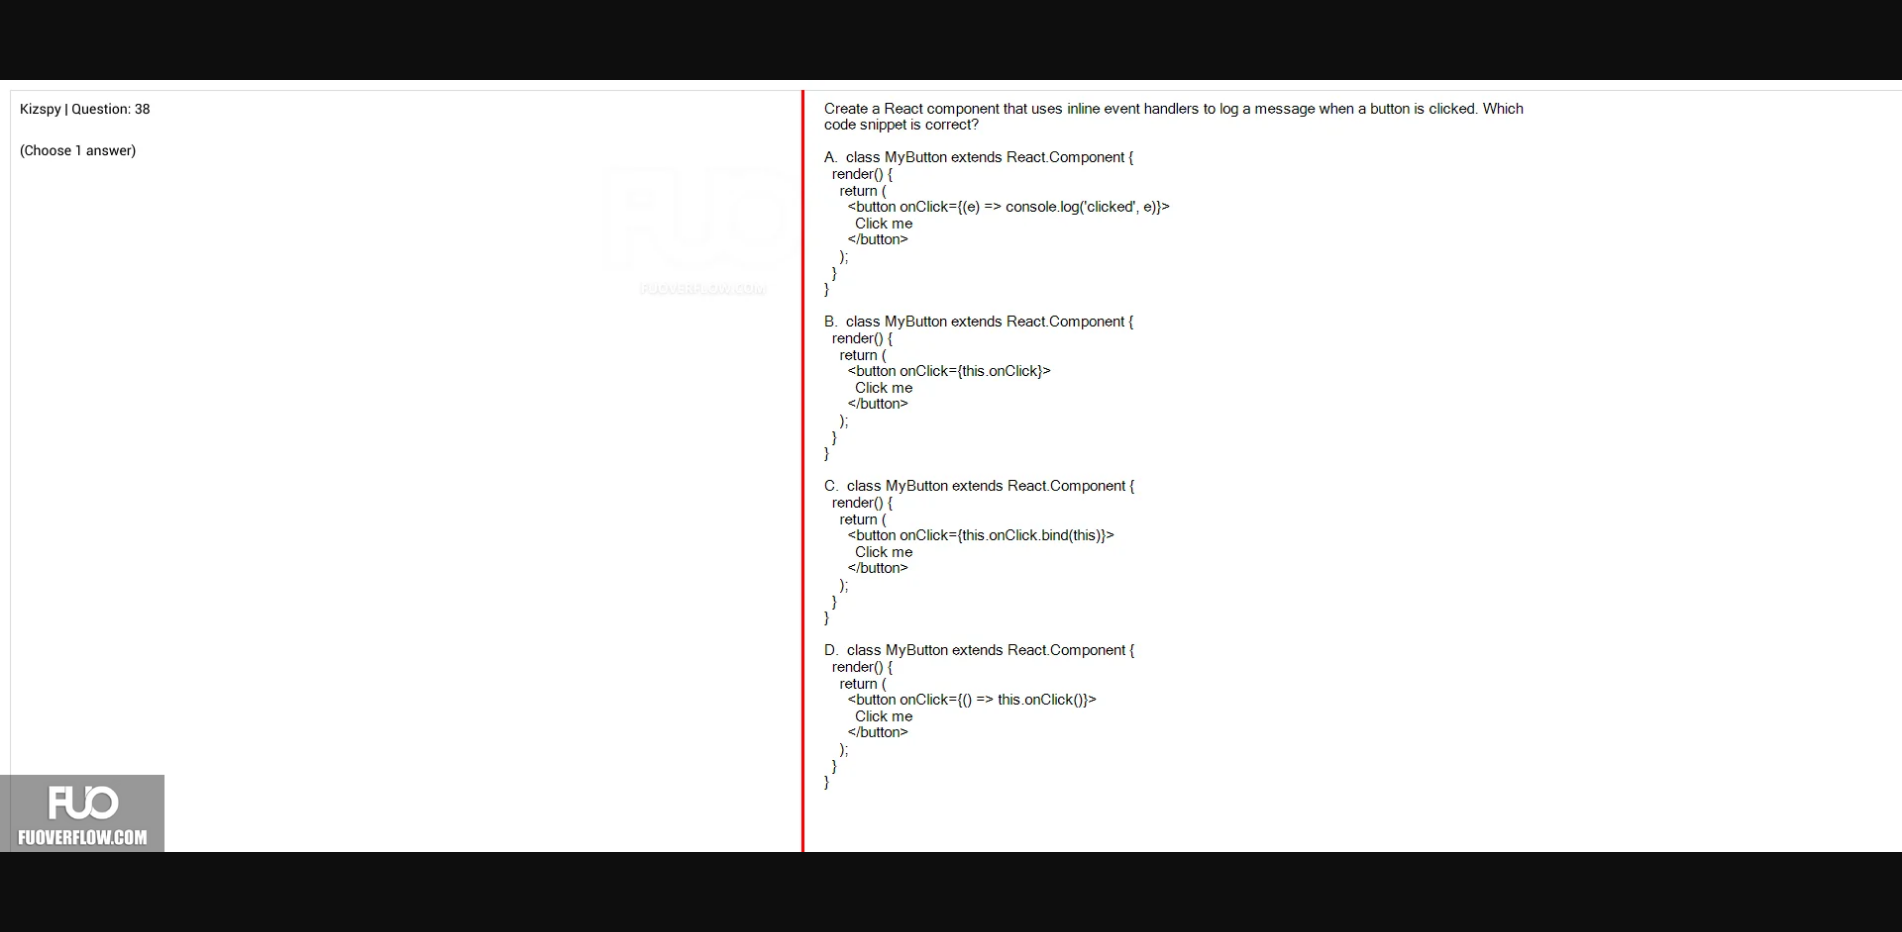 Kizspy | Question: 38
(Choose 1 answer)
FUOVERFLOW.COM
FUO
FUOVERFLOW.COM
Create a React component that uses inline event handlers to log a message when a button is clicked. Which
code snippet is correct?
A.  class MyButton extends React.Component {
render() {
return (
<button onClick={(e) => console.log('clicked', e)}>
Click me
</button>
);
}
}
B.  class MyButton extends React.Component {
render() {
return (
<button onClick={this.onClick}>
Click me
</button>
);
}
}
C.  class MyButton extends React.Component {
render() {
return (
<button onClick={this.onClick.bind(this)}>
Click me
</button>
);
}
}
D.  class MyButton extends React.Component {
render() {
return (
<button onClick={() => this.onClick()}>
Click me
</button>
);
}
}